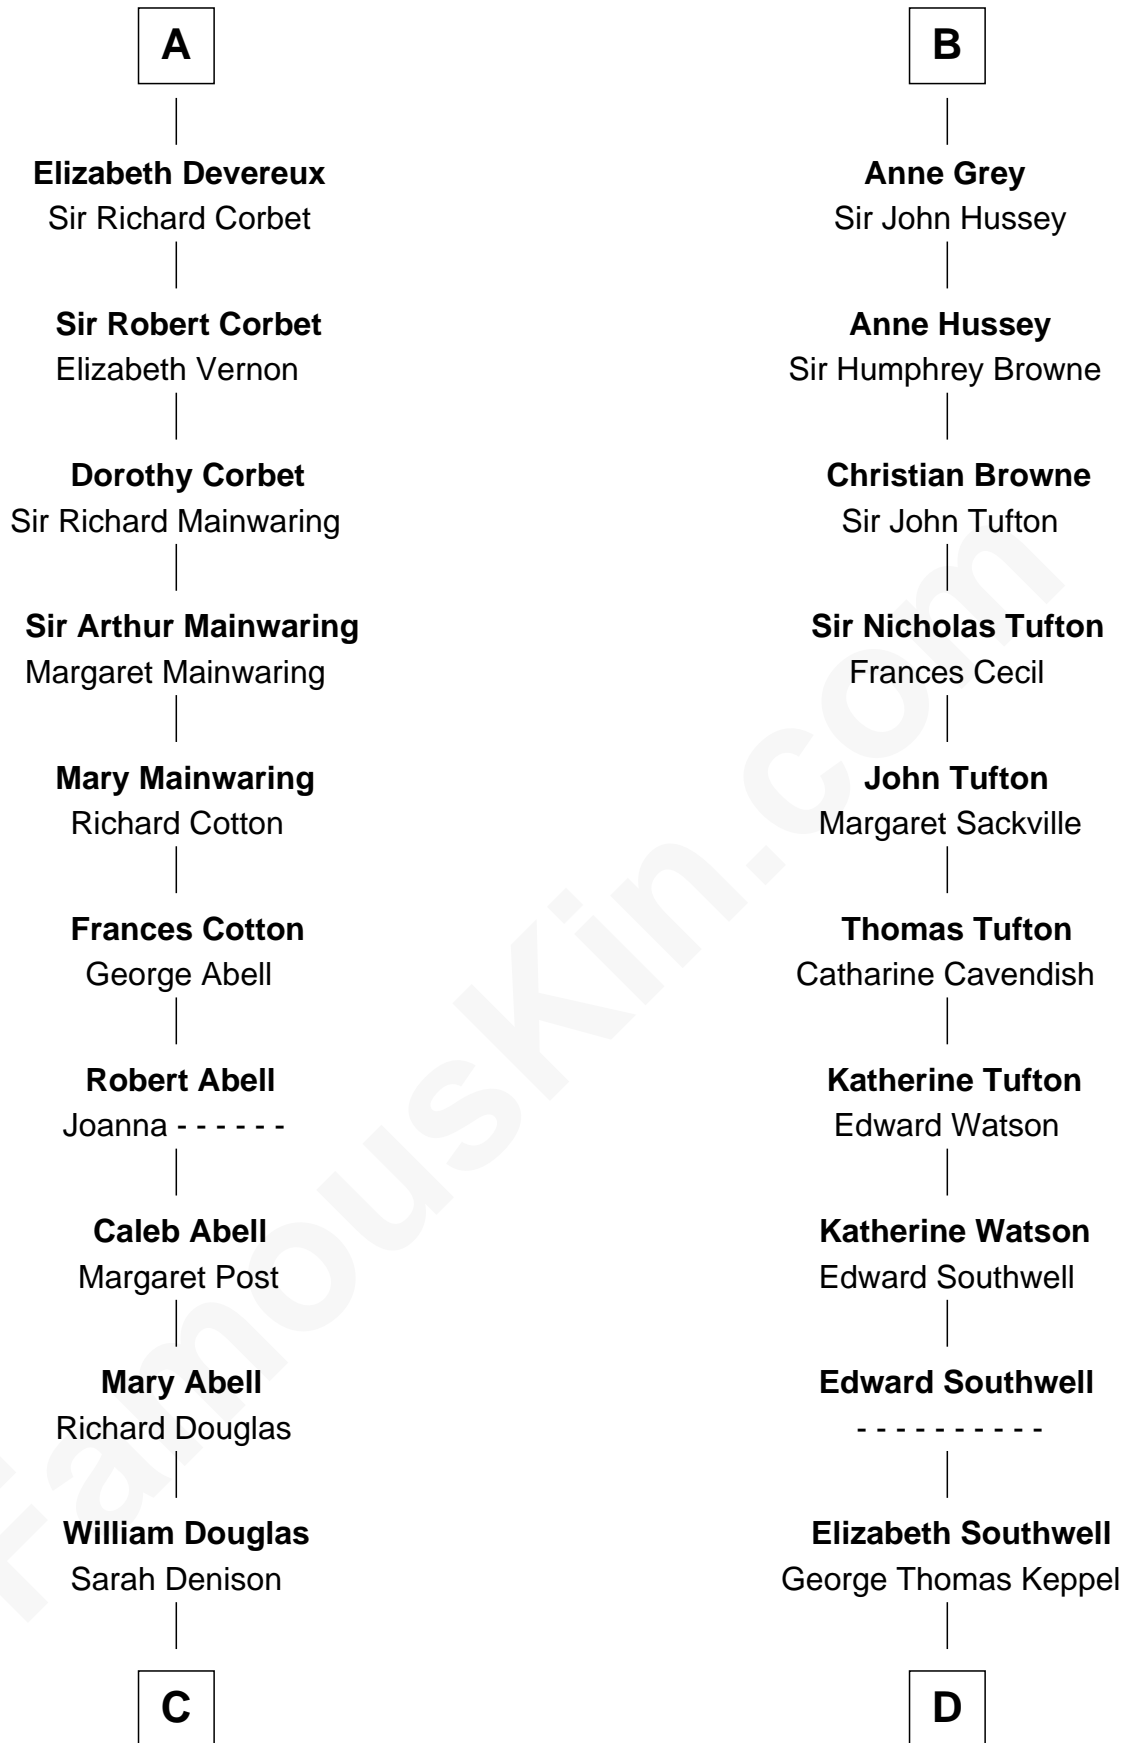 A
Elizabeth Devereux
Sir Richard Corbet
Sir Robert Corbet
Elizabeth Vernon
Dorothy Corbet
Sir Richard Mainwaring
Sir Arthur Mainwaring
Margaret Mainwaring
Mary Mainwaring
Richard Cotton
Frances Cotton
George Abell
Robert Abell
Joanna - - - - - -
Caleb Abell
Margaret Post
Mary Abell
Richard Douglas
William Douglas
Sarah Denison
C
B
Anne Grey
Sir John Hussey
Anne Hussey
Sir Humphrey Browne
Christian Browne
Sir John Tufton
Sir Nicholas Tufton
Frances Cecil
John Tufton
Margaret Sackville
Thomas Tufton
Catharine Cavendish
Katherine Tufton
Edward Watson
Katherine Watson
Edward Southwell
Edward Southwell
- - - - - - - - - -
Elizabeth Southwell
George Thomas Keppel
D
FamousKin.com